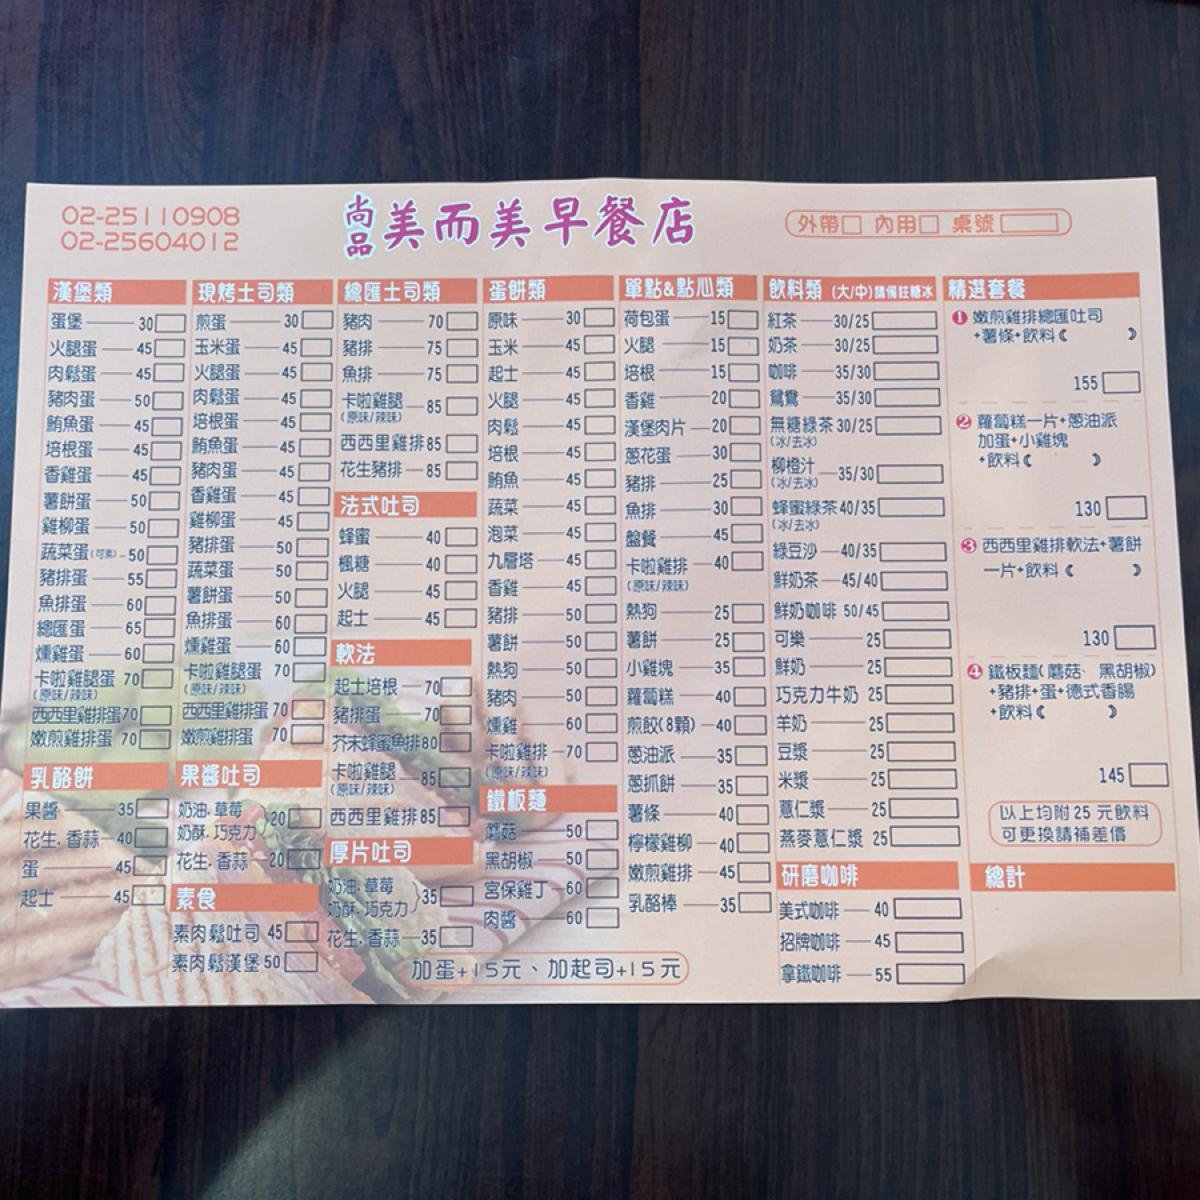 02-25110908
02-25604012
尚品 美而美早餐店
外帶□ 內用□ 桌號
漢堡類
蛋堡 30
火腿蛋 45
肉鬆蛋 45
豬肉蛋 50
鮪魚蛋 45
培根蛋 45
香雞蛋 45
薯餅蛋 50
雞柳蛋 50
蔬菜蛋(可素) 50
豬排蛋 55
魚排蛋 60
總匯蛋 65
燻雞蛋 60
卡啦雞腿蛋 70
(原味/辣味)
西西里雞排蛋 70
嫩煎雞排蛋 70
乳酪餅
果醬 35
花生.香蒜 40
蛋 45
起士 45
現烤土司類
煎蛋 30
玉米蛋 45
火腿蛋 45
肉鬆蛋 45
培根蛋 45
鮪魚蛋 45
豬肉蛋 45
香雞蛋 45
雞柳蛋 45
豬排蛋 50
蔬菜蛋 50
薯餅蛋 50
魚排蛋 60
燻雞蛋 60
卡啦雞腿蛋 70
(原味/辣味)
西西里雞排蛋 70
嫩煎雞排蛋 70
果醬吐司
奶油.草莓
奶酥.巧克力 20
花生.香蒜 20
素食
素肉鬆吐司 45
素肉鬆漢堡 50
總匯土司類
豬肉 70
豬排 75
魚排 75
卡啦雞腿 85
(原味/辣味)
西西里雞排 85
花生豬排 85
法式吐司
蜂蜜 40
楓糖 40
火腿 45
起士 45
軟法
起士培根 70
豬排蛋 70
芥末蜂蜜魚排 80
卡啦雞腿 85
(原味/辣味)
西西里雞排 85
厚片吐司
奶油.草莓
奶酥.巧克力 35
花生.香蒜 35
蛋餅類
原味 30
玉米 45
起士 45
火腿 45
肉鬆 45
培根 45
鮪魚 45
蔬菜 45
泡菜 45
九層塔 45
香雞 45
豬排 50
薯餅 50
熱狗 50
豬肉 50
燻雞 60
卡啦雞排 70
(原味/辣味)
鐵板麵
蘑菇 50
黑胡椒 50
宮保雞丁 60
肉醬 60
加蛋+15元、加起司+15元
單點&點心類
荷包蛋 15
火腿 15
培根 15
香雞 20
漢堡肉片 20
蔥花蛋 30
豬排 25
魚排 30
盤餐 45
卡啦雞排 40
(原味/辣味)
熱狗 25
薯餅 25
小雞塊 35
蘿蔔糕 40
煎餃(8顆) 40
蔥油派 35
蔥抓餅 35
薯條 40
檸檬雞柳 40
嫩煎雞排 45
乳酪棒 35
飲料類 (大/中)請備註糖冰
紅茶 30/25
奶茶 30/25
咖啡 35/30
鴛鴦 35/30
無糖綠茶 30/25
(冰/去冰)
柳橙汁 35/30
(冰/去冰)
蜂蜜綠茶 40/35
(冰/去冰)
綠豆沙 40/35
鮮奶茶 45/40
鮮奶咖啡 50/45
可樂 25
鮮奶 25
巧克力牛奶 25
羊奶 25
豆漿 25
米漿 25
薏仁漿 25
燕麥薏仁漿 25
研磨咖啡
美式咖啡 40
招牌咖啡 45
拿鐵咖啡 55
精選套餐
1 嫩煎雞排總匯吐司
+薯條+飲料( )
155
2 蘿蔔糕一片+蔥油派
加蛋+小雞塊
+飲料( )
130
3 西西里雞排軟法+薯餅
一片+飲料( )
130
4 鐵板麵(蘑菇、黑胡椒)
+豬排+蛋+德式香腸
+飲料( )
145
以上均附25元飲料
可更換請補差價
總計